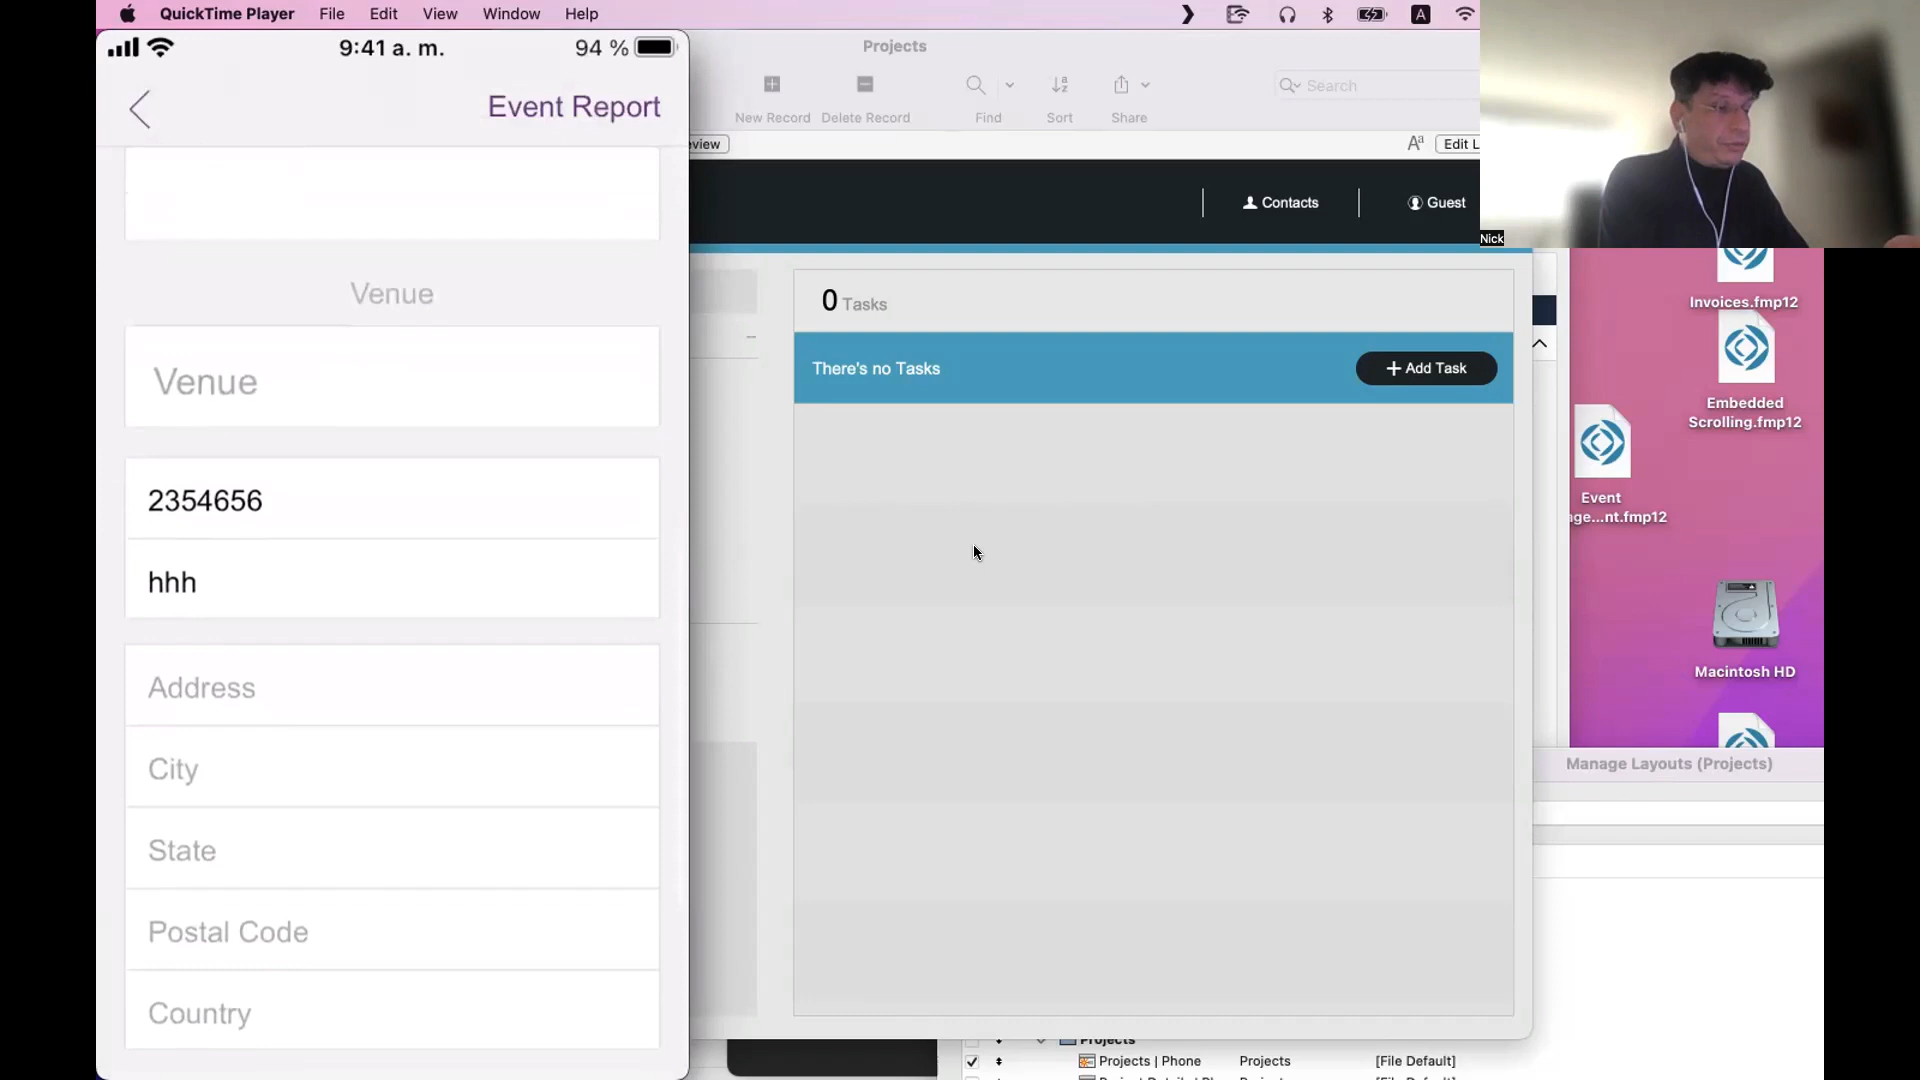 QuickTime Player File Edit View Window Help
A
9:41 a. m. 94 %
Event Report
Venue
Venue
2354656
hhh
Address
City
State
Postal Code
Country
Projects
New Record Delete Record Find Sort Share
Search
Aa Edit L
Contacts Guest
0 Tasks
There's no Tasks
+ Add Task
Nick
Invoices.fmp12
Embedded
Scrolling.fmp12
Event
nt.fmp12
Macintosh HD
Manage Layouts (Projects)
Projects
Projects | Phone Projects [File Default]